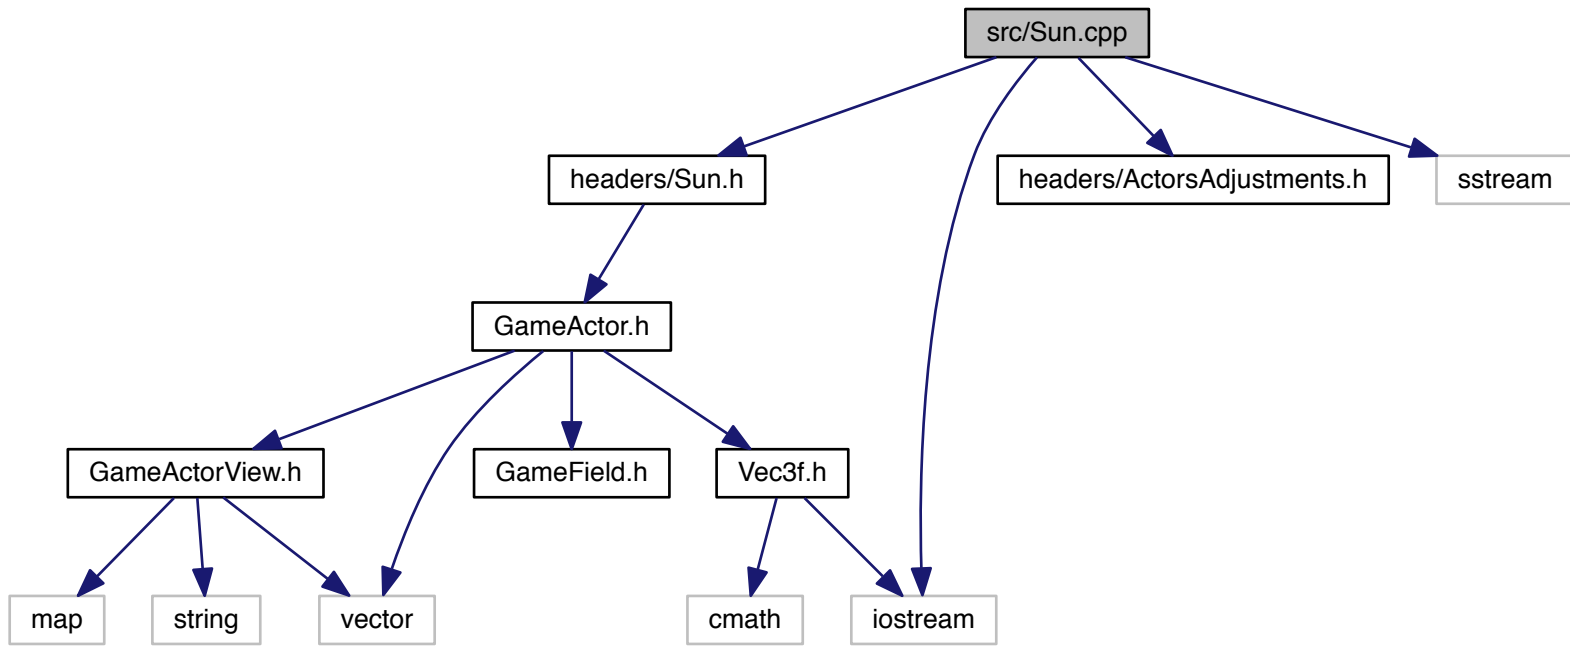 src/Sun.cpp
headers/Sun.h
headers/ActorsAdjustments.h
sstream
GameActor.h
GameActorView.h
GameField.h
Vec3f.h
map
string
vector
cmath
iostream